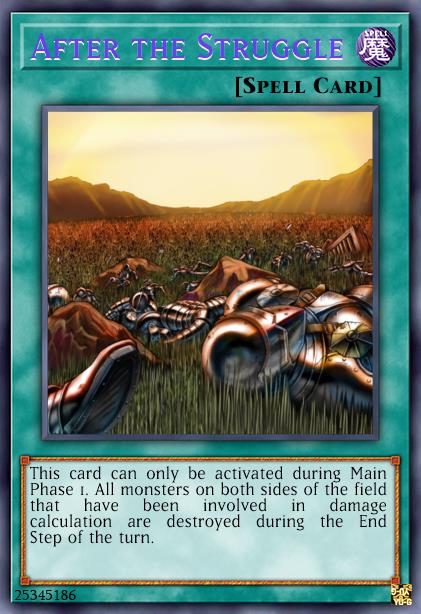 After the Struggle
SPELL
魔
[Spell Card]
This card can only be activated during Main
Phase 1. All monsters on both sides of the field
that have been involved in damage
calculation are destroyed during the End
Step of the turn.
25345186